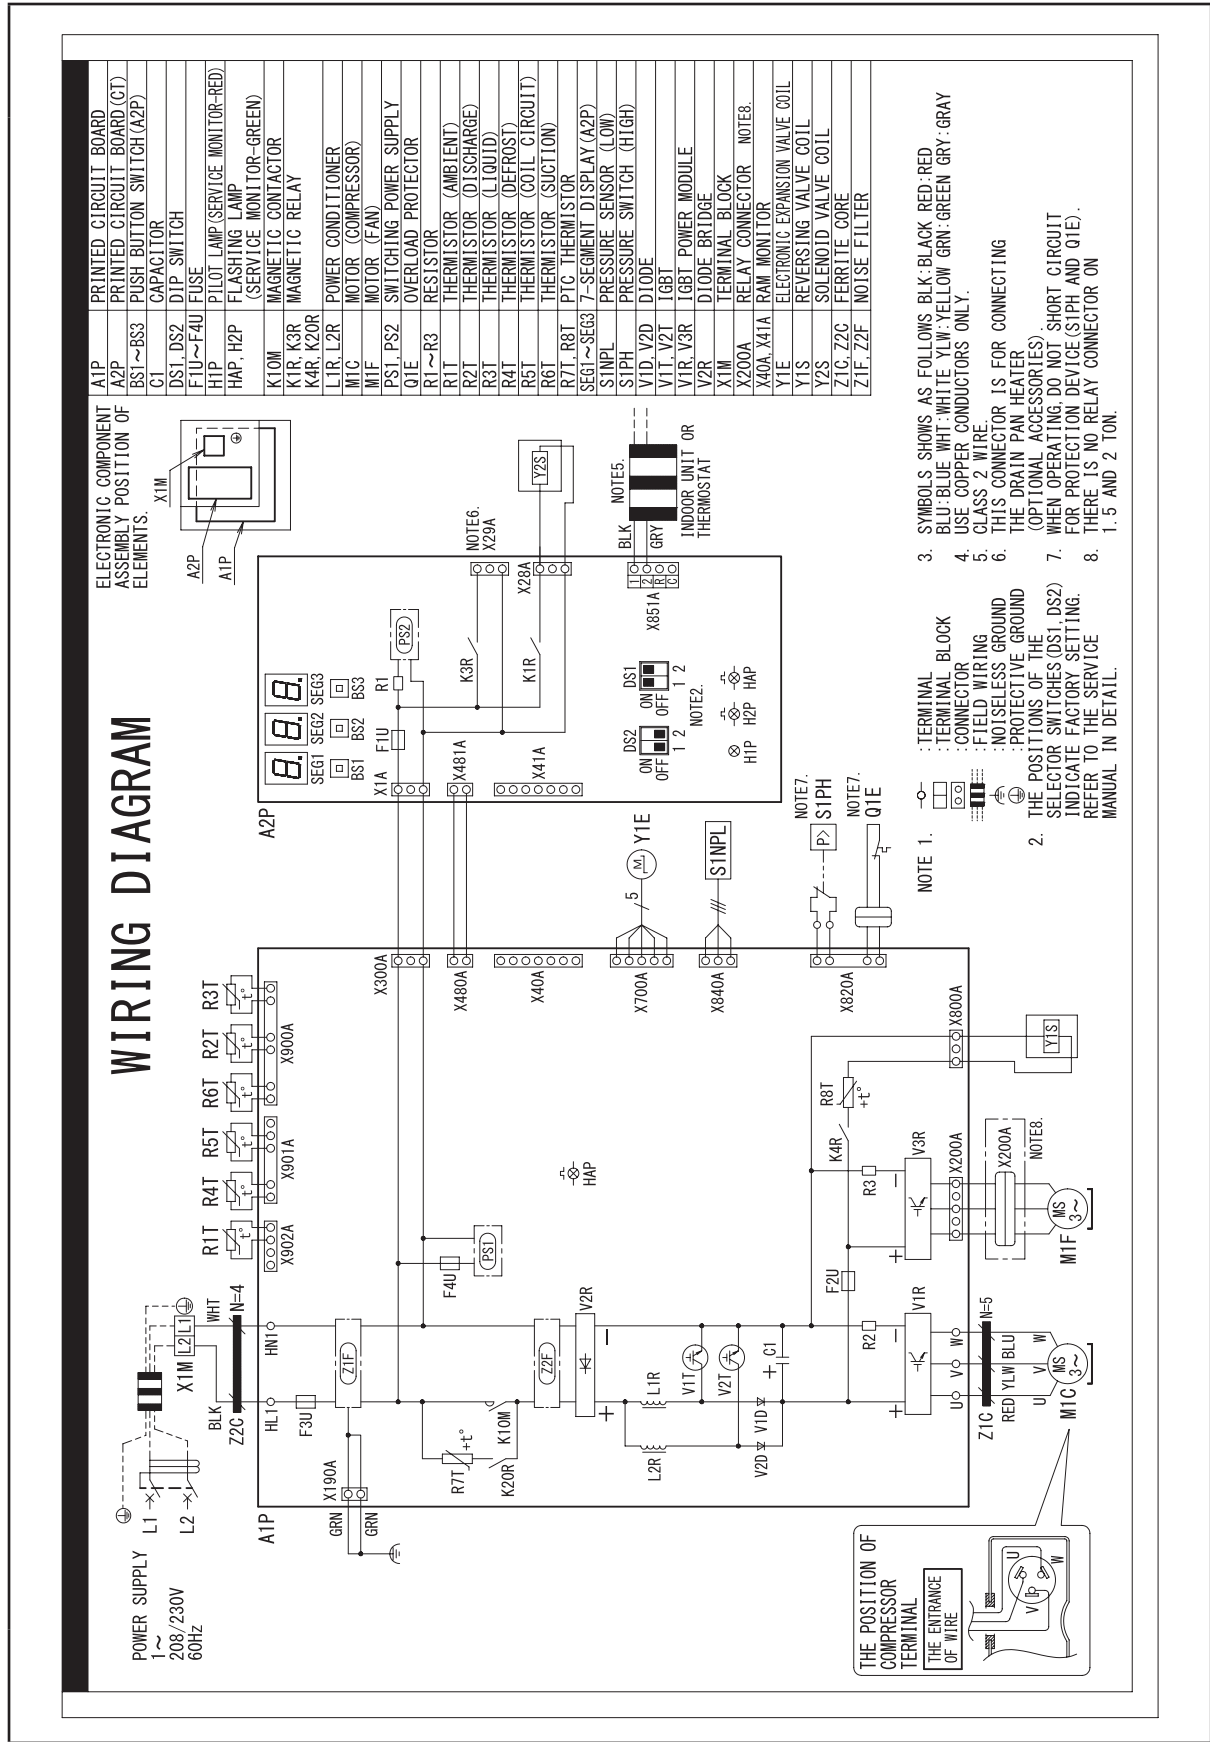 WIRING DIAGRAM
POWER SUPPLY
1~
208/230V
60Hz
L1
L2
X1M
L2 L1
BLK
WHT
Z2C
N=4
HL1
HN1
A1P
F3U
Z1F
X190A
GRN
GRN
R7T
+t°
K10M
K20R
F4U
PS1
Z2F
V2R
+
−
L1R
L2R
V1T
V2T
V1D
V2D
+
C1
F2U
R2
R3
K4R
R8T
+t°
V1R
+
−
V3R
+
−
U
V
W
Z1C
N=5
RED
YLW
BLU
U
V
W
MS
3~
M1C
X200A
X200A
NOTE8.
MS
3~
M1F
X800A
Y1S
HAP
R1T
t°
R4T
t°
R5T
t°
R6T
t°
R2T
t°
R3T
t°
X902A
X901A
X900A
X300A
X480A
X40A
X700A
X840A
X820A
5
M
Y1E
S1NPL
NOTE7.
P>
S1PH
NOTE7.
Q1E
A2P
SEG1
SEG2
SEG3
BS1
BS2
BS3
X1A
F1U
R1
PS2
X481A
X41A
K3R
K1R
NOTE6.
X29A
X28A
Y2S
DS2
ON
OFF
1 2
DS1
ON
OFF
1 2
NOTE2.
H1P
H2P
HAP
X851A
1
2
R
C
BLK
GRY
NOTE5.
INDOOR UNIT OR
THERMOSTAT
ELECTRONIC COMPONENT
ASSEMBLY POSITION OF
ELEMENTS.
X1M
A2P
A1P
THE POSITION OF
COMPRESSOR
TERMINAL
THE ENTRANCE
OF WIRE
U
V
W
A1P PRINTED CIRCUIT BOARD
A2P PRINTED CIRCUIT BOARD(CT)
BS1~BS3 PUSH BUTTON SWITCH(A2P)
C1 CAPACITOR
DS1, DS2 DIP SWITCH
F1U~F4U FUSE
H1P PILOT LAMP(SERVICE MONITOR-RED)
HAP, H2P FLASHING LAMP
(SERVICE MONITOR-GREEN)
K10M MAGNETIC CONTACTOR
K1R, K3R MAGNETIC RELAY
K4R, K20R
L1R, L2R POWER CONDITIONER
M1C MOTOR (COMPRESSOR)
M1F MOTOR (FAN)
PS1, PS2 SWITCHING POWER SUPPLY
Q1E OVERLOAD PROTECTOR
R1~R3 RESISTOR
R1T THERMISTOR (AMBIENT)
R2T THERMISTOR (DISCHARGE)
R3T THERMISTOR (LIQUID)
R4T THERMISTOR (DEFROST)
R5T THERMISTOR (COIL CIRCUIT)
R6T THERMISTOR (SUCTION)
R7T, R8T PTC THERMISTOR
SEG1~SEG3 7-SEGMENT DISPLAY(A2P)
S1NPL PRESSURE SENSOR (LOW)
S1PH PRESSURE SWITCH (HIGH)
V1D, V2D DIODE
V1T, V2T IGBT
V1R, V3R IGBT POWER MODULE
V2R DIODE BRIDGE
X1M TERMINAL BLOCK
X200A RELAY CONNECTOR NOTE8.
X40A, X41A RAM MONITOR
Y1E ELECTRONIC EXPANSION VALVE COIL
Y1S REVERSING VALVE COIL
Y2S SOLENOID VALVE COIL
Z1C, Z2C FERRITE CORE
Z1F, Z2F NOISE FILTER
NOTE 1.
:TERMINAL
:TERMINAL BLOCK
:CONNECTOR
:FIELD WIRING
:NOISELESS GROUND
:PROTECTIVE GROUND
2. THE POSITIONS OF THE
SELECTOR SWITCHES(DS1, DS2)
INDICATE FACTORY SETTING.
REFER TO THE SERVICE
MANUAL IN DETAIL.
3. SYMBOLS SHOWS AS FOLLOWS BLK:BLACK RED:RED
BLU:BLUE WHT:WHITE YLW:YELLOW GRN:GREEN GRY:GRAY
4. USE COPPER CONDUCTORS ONLY.
5. CLASS 2 WIRE.
6. THIS CONNECTOR IS FOR CONNECTING
THE DRAIN PAN HEATER
(OPTIONAL ACCESSORIES).
7. WHEN OPERATING, DO NOT SHORT CIRCUIT
FOR PROTECTION DEVICE(S1PH AND Q1E).
8. THERE IS NO RELAY CONNECTOR ON
1.5 AND 2 TON.